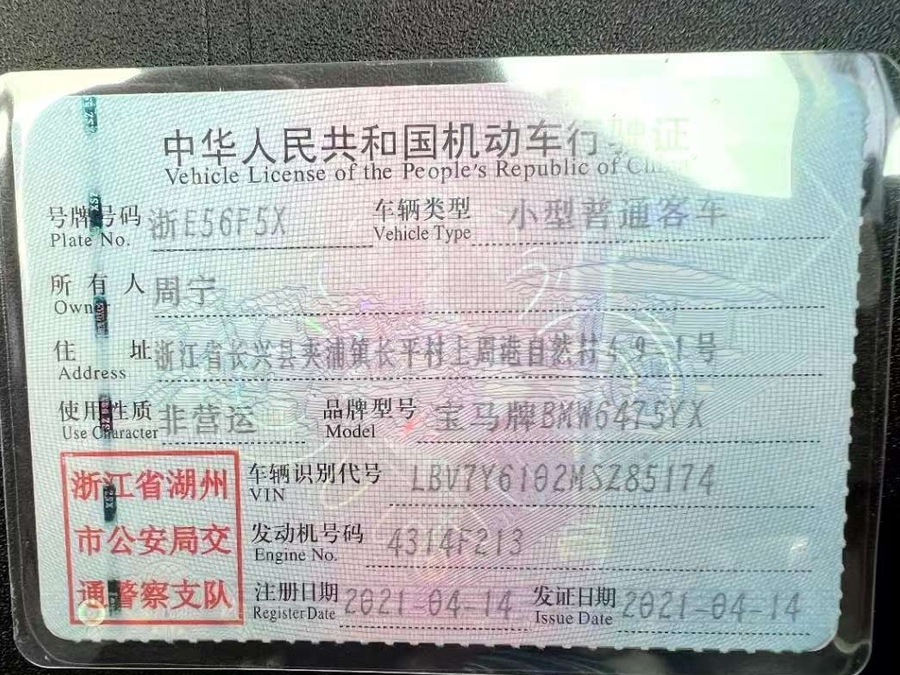 中华人民共和国机动车行驶证
Vehicle License of the People's Republic of China
号牌号码 浙E56F5X 车辆类型 小型普通客车
Plate No. Vehicle Type
所有人 周宁
Owner
住址 浙江省长兴县夹浦镇长平村上周造自然村49-1号
Address
使用性质 非营运 品牌型号 宝马牌BMW6475YX
Use Character Model
浙江省湖州
市公安局交
通警察支队
车辆识别代号 LBV7Y6102MSZ85174
VIN
发动机号码 4314F213
Engine No.
注册日期 2021-04-14 发证日期 2021-04-14
Register Date Issue Date